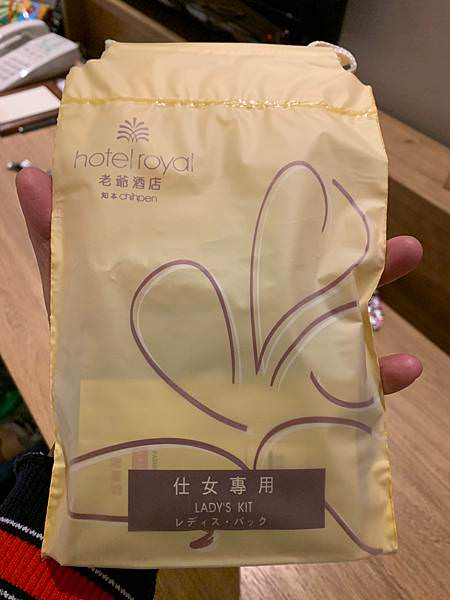 hotel royal
老爺酒店
知本 chihpen
仕女專用
LADY'S KIT
レディス・パック